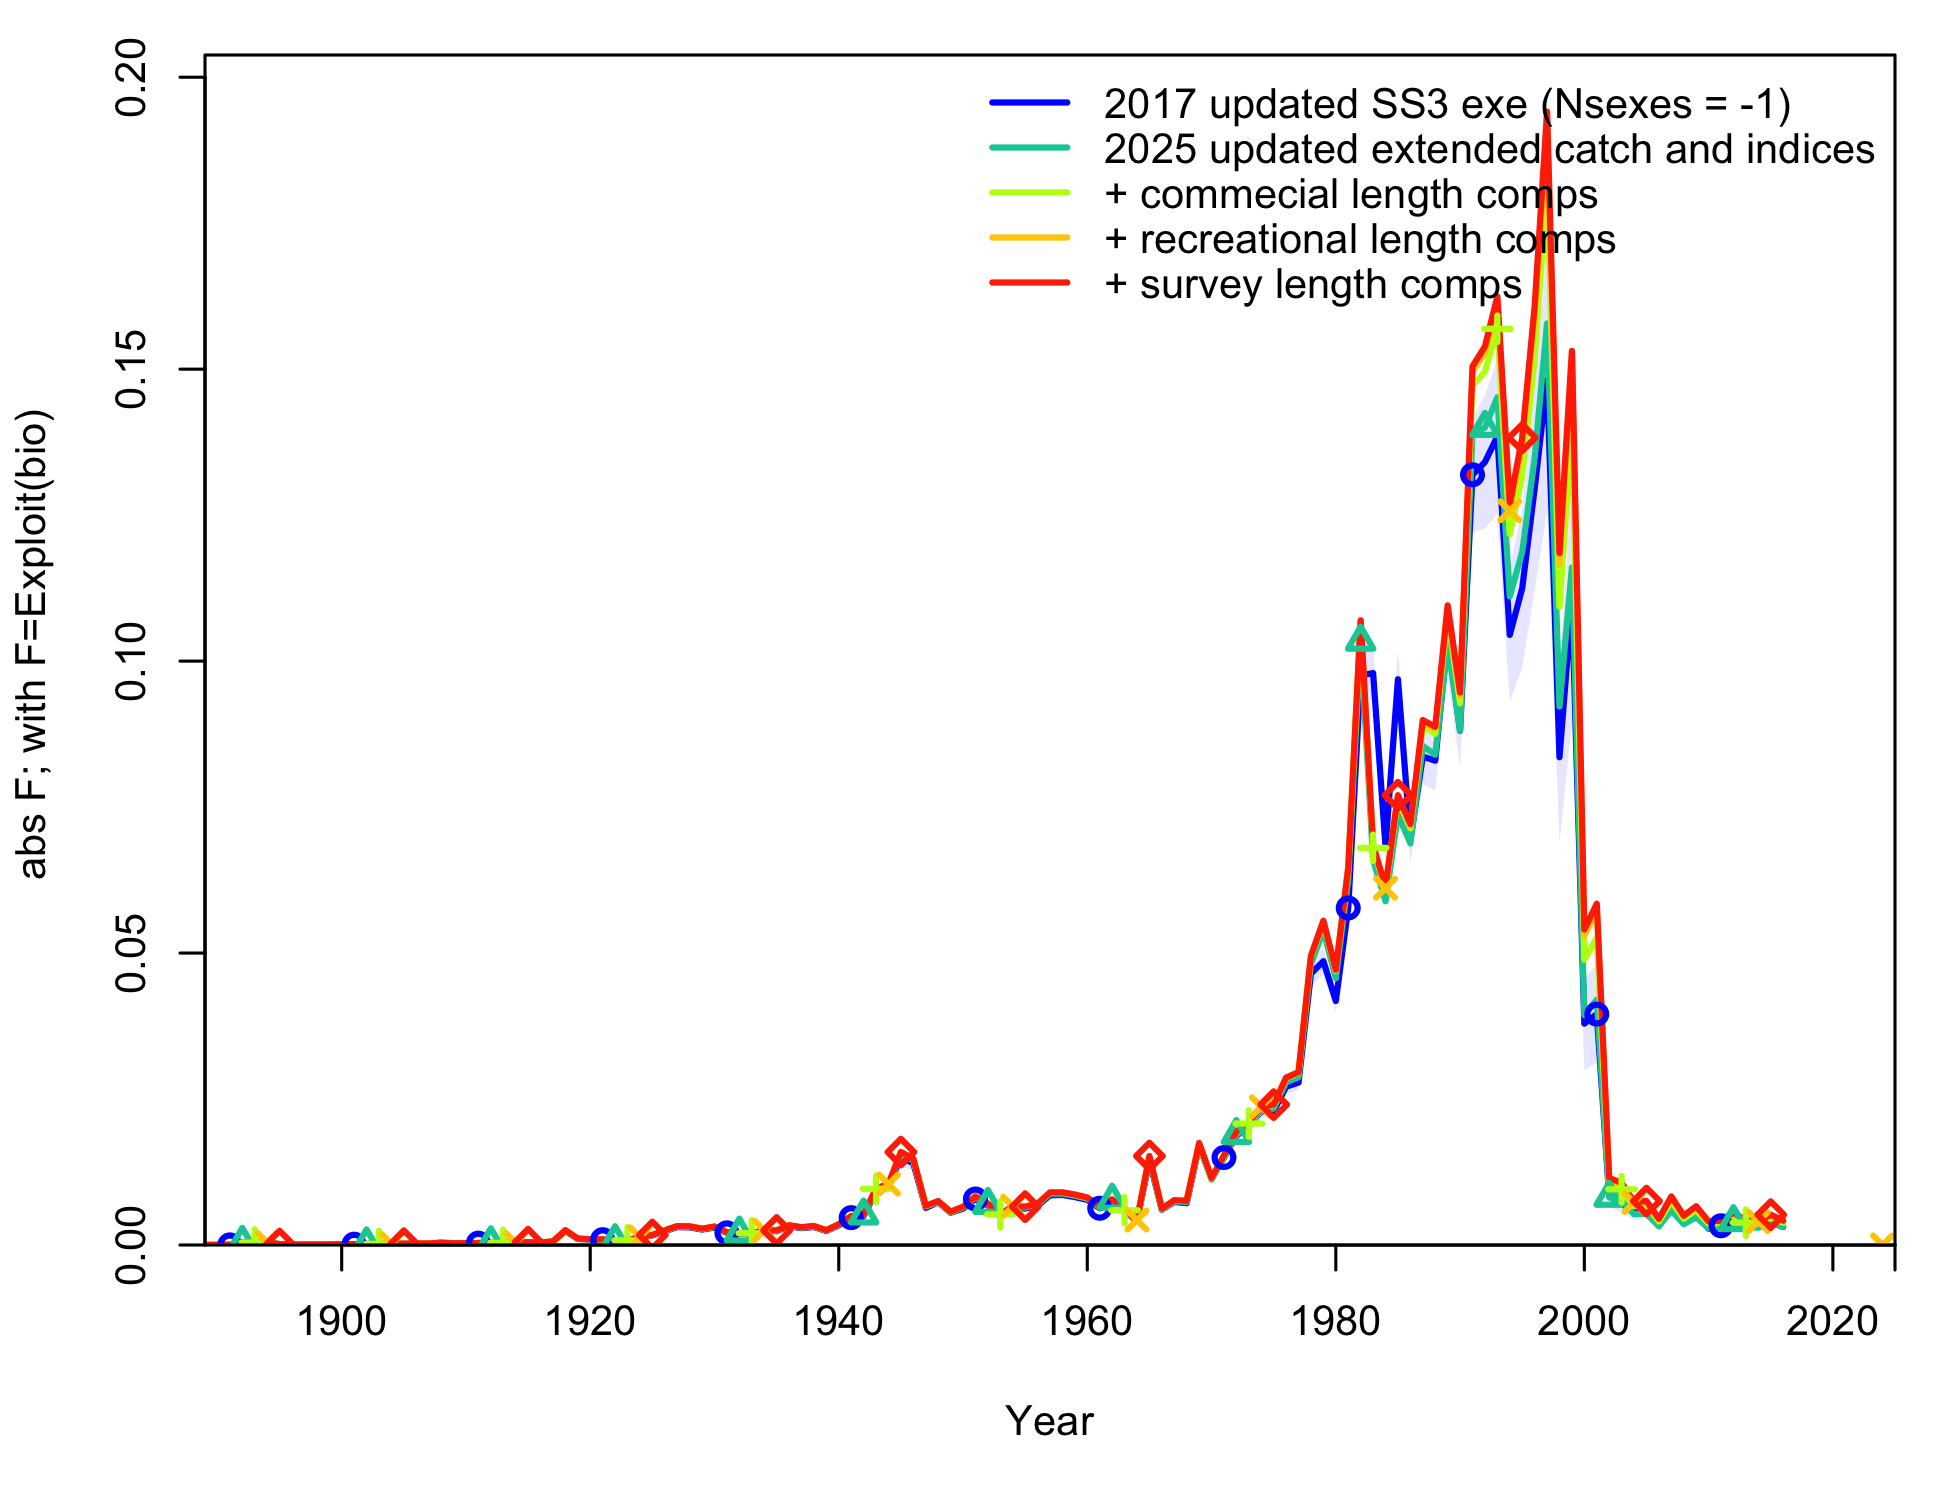 0.20
0.15
0.10
0.05
0.00
abs F; with F=Exploit(bio)
2017 updated SS3 exe (Nsexes = -1)
2025 updated extended catch and indices
+ commecial length comps
+ recreational length comps
+ survey length comps
1900 1920 1940 1960 1980 2000 2020
Year